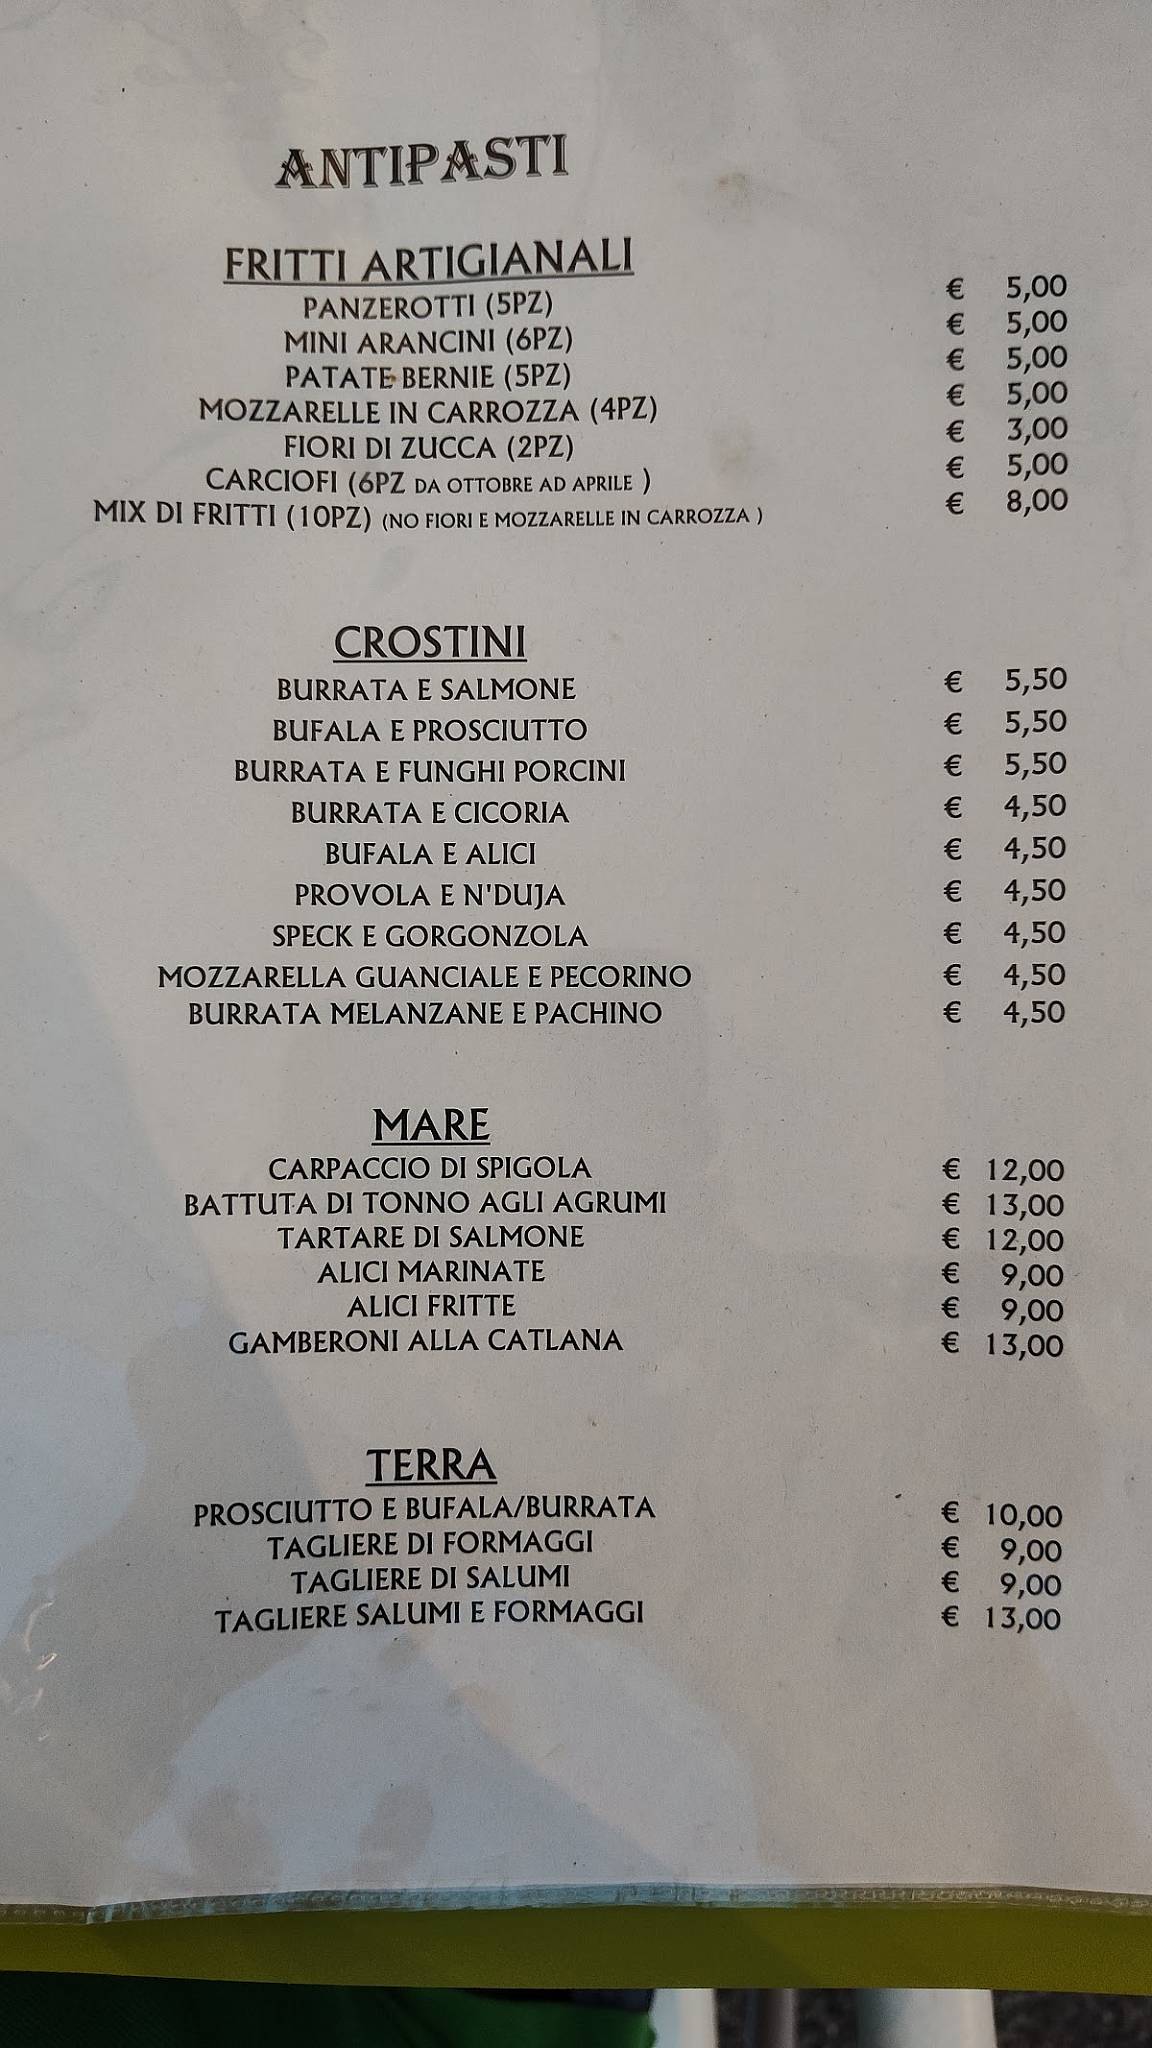 ANTIPASTI
FRITTI ARTIGIANALI
PANZEROTTI (5PZ) € 5,00
MINI ARANCINI (6PZ) € 5,00
PATATE BERNIE (5PZ) € 5,00
MOZZARELLE IN CARROZZA (4PZ) € 5,00
FIORI DI ZUCCA (2PZ) € 3,00
CARCIOFI (6PZ DA OTTOBRE AD APRILE ) € 5,00
MIX DI FRITTI (10PZ) (NO FIORI E MOZZARELLE IN CARROZZA ) € 8,00
CROSTINI
BURRATA E SALMONE € 5,50
BUFALA E PROSCIUTTO € 5,50
BURRATA E FUNGHI PORCINI € 5,50
BURRATA E CICORIA € 4,50
BUFALA E ALICI € 4,50
PROVOLA E N'DUJA € 4,50
SPECK E GORGONZOLA € 4,50
MOZZARELLA GUANCIALE E PECORINO € 4,50
BURRATA MELANZANE E PACHINO € 4,50
MARE
CARPACCIO DI SPIGOLA € 12,00
BATTUTA DI TONNO AGLI AGRUMI € 13,00
TARTARE DI SALMONE € 12,00
ALICI MARINATE € 9,00
ALICI FRITTE € 9,00
GAMBERONI ALLA CATLANA € 13,00
TERRA
PROSCIUTTO E BUFALA/BURRATA € 10,00
TAGLIERE DI FORMAGGI € 9,00
TAGLIERE DI SALUMI € 9,00
TAGLIERE SALUMI E FORMAGGI € 13,00